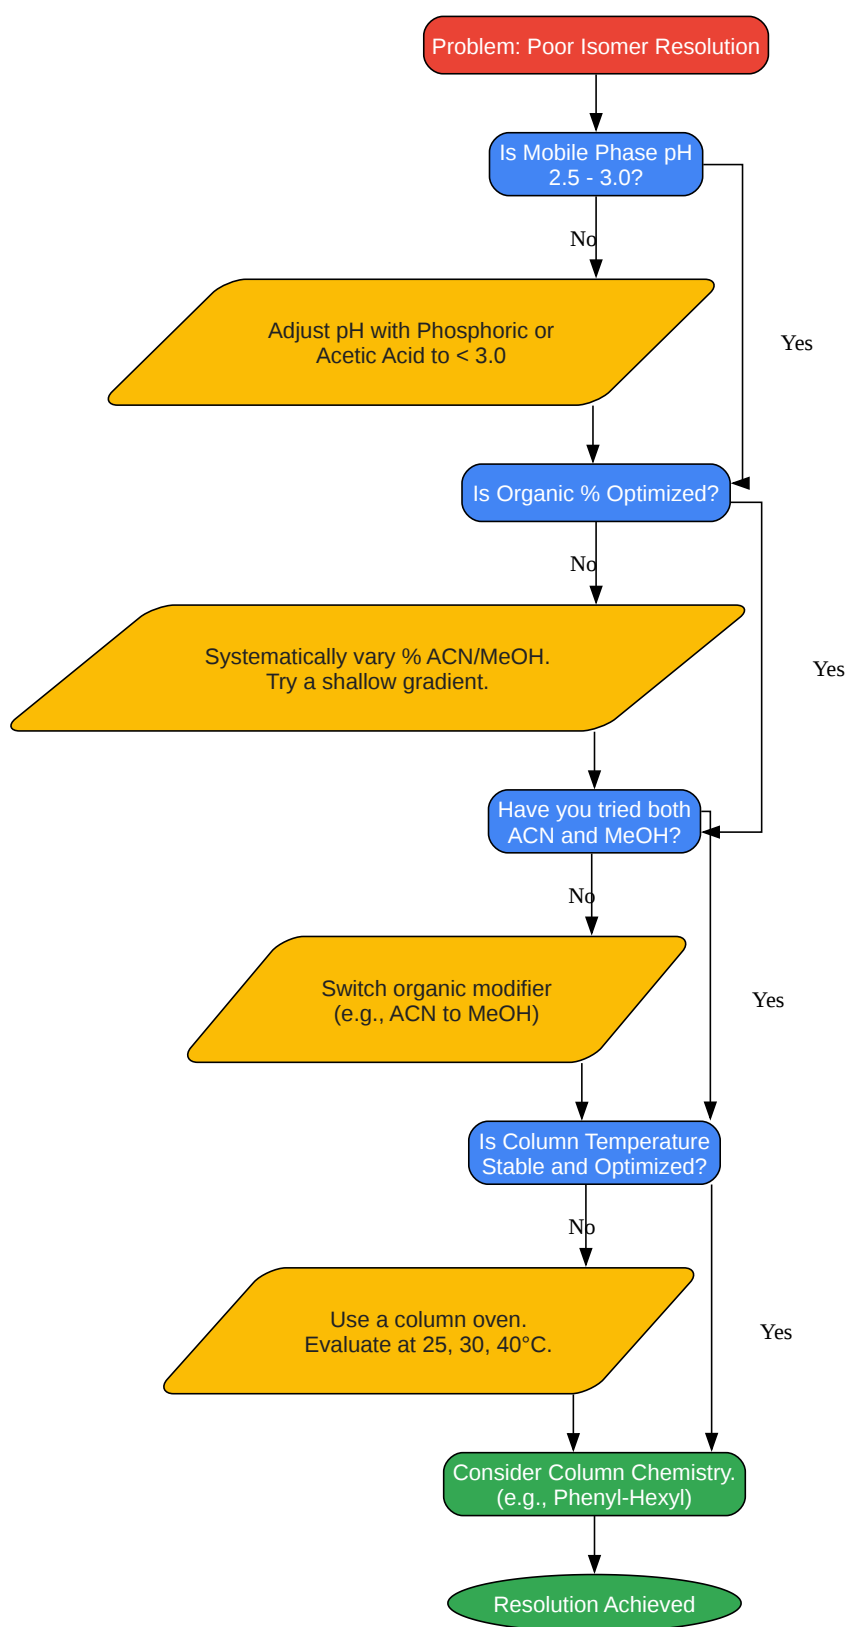 Problem: Poor Isomer Resolution
Is Mobile Phase pH
2.5 - 3.0?
No
Adjust pH with Phosphoric or
Acetic Acid to < 3.0
Yes
Is Organic % Optimized?
No
Systematically vary % ACN/MeOH.
Try a shallow gradient.
Yes
Have you tried both
ACN and MeOH?
No
Switch organic modifier
(e.g., ACN to MeOH)
Yes
Is Column Temperature
Stable and Optimized?
No
Use a column oven.
Evaluate at 25, 30, 40°C.
Yes
Consider Column Chemistry.
(e.g., Phenyl-Hexyl)
Resolution Achieved